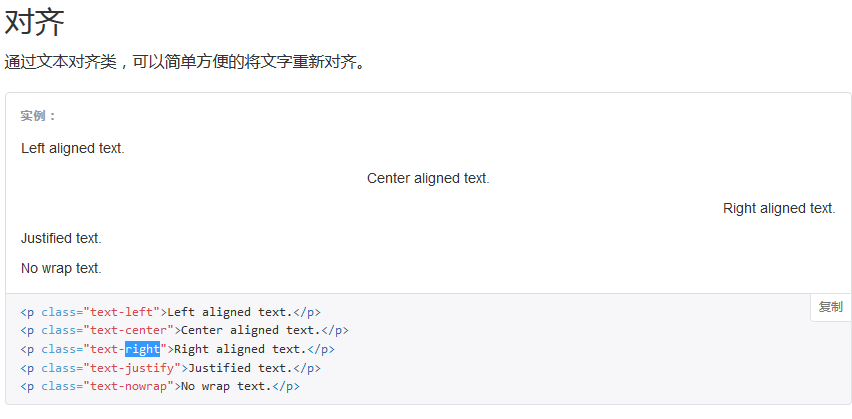 对齐
通过文本对齐类，可以简单方便的将文字重新对齐。
实例：
Left aligned text.
Center aligned text.
Right aligned text.
Justified text.
No wrap text.
复制
<p class="text-left">Left aligned text.</p>
<p class="text-center">Center aligned text.</p>
<p class="text-right">Right aligned text.</p>
<p class="text-justify">Justified text.</p>
<p class="text-nowrap">No wrap text.</p>